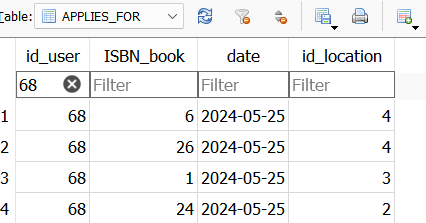 Table: APPLIES_FOR
id_user ISBN_book date id_location
68 Filter Filter Filter
1 68 6 2024-05-25 4
2 68 26 2024-05-25 4
3 68 1 2024-05-25 3
4 68 24 2024-05-25 2